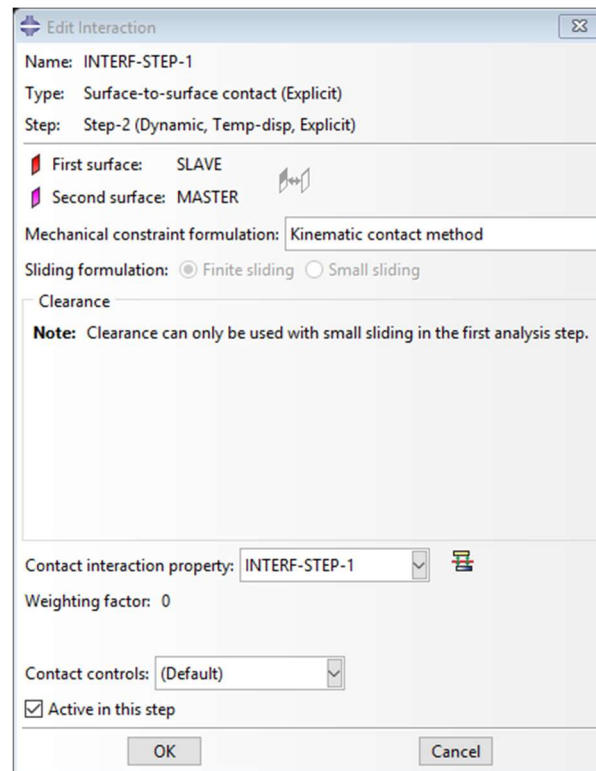 Edit Interaction
Name: INTERF-STEP-1
Type: Surface-to-surface contact (Explicit)
Step: Step-2 (Dynamic, Temp-disp, Explicit)
First surface: SLAVE
Second surface: MASTER
Mechanical constraint formulation: Kinematic contact method
Sliding formulation: Finite sliding Small sliding
Clearance
Note: Clearance can only be used with small sliding in the first analysis step.
Contact interaction property: INTERF-STEP-1
Weighting factor: 0
Contact controls: (Default)
Active in this step
OK Cancel